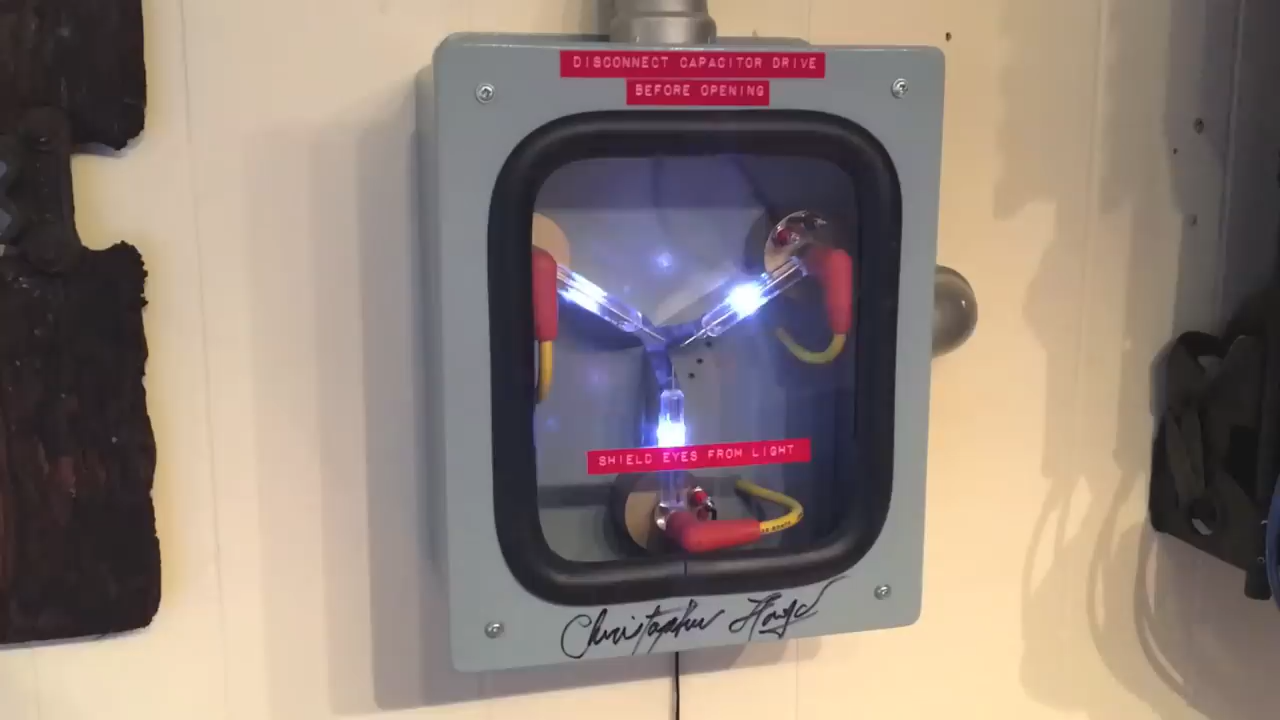 DISCONNECT CAPACITOR DRIVE
BEFORE OPENING
SHIELD EYES FROM LIGHT
Christopher Lloyd